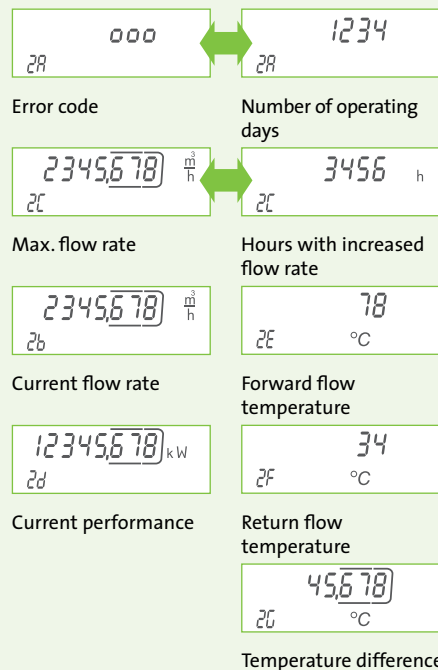 ooo
2A
Error code
1234
2A
Number of operating
days
2345,678 m³/h
2C
Max. flow rate
3456 h
2C
Hours with increased
flow rate
2345,678 m³/h
2b
Current flow rate
78
2E °C
Forward flow
temperature
12345,678 kW
2d
Current performance
34
2F °C
Return flow
temperature
45,678
2G °C
Temperature difference